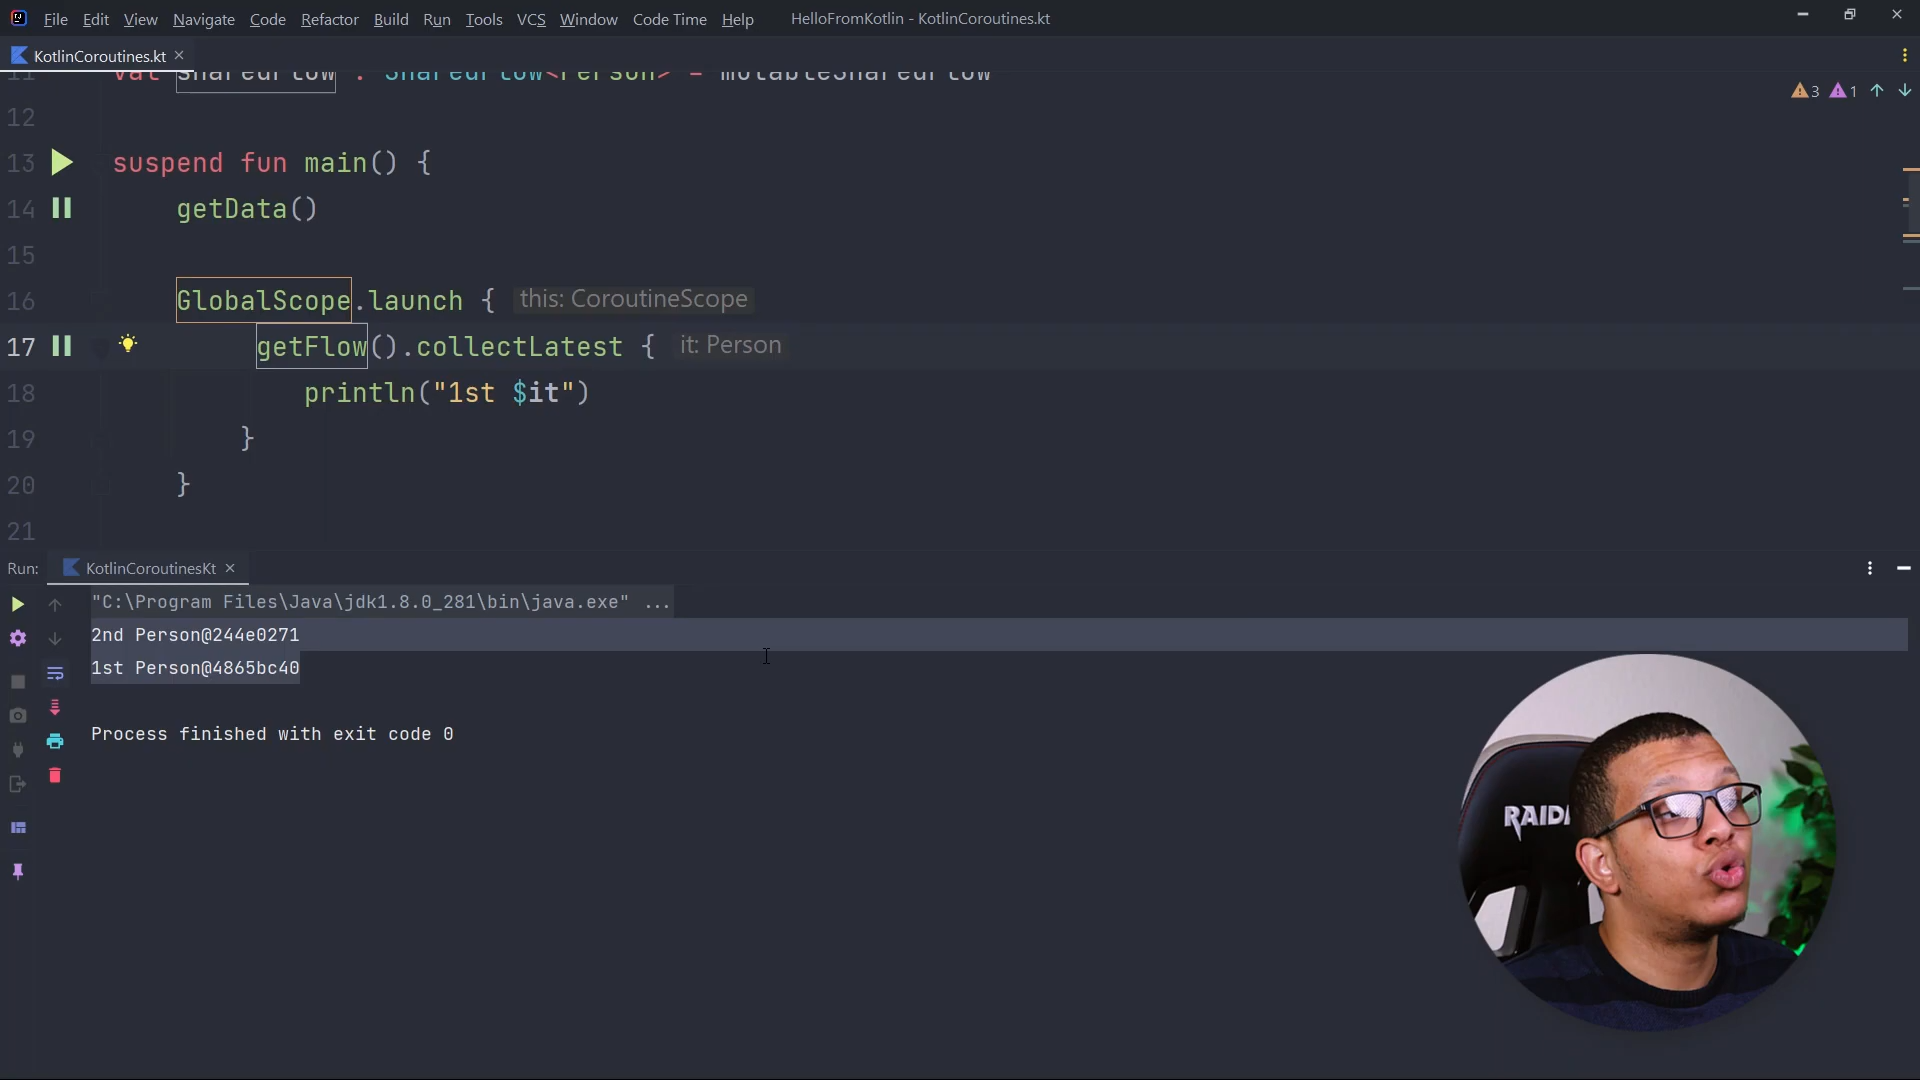 File Edit View Navigate Code Refactor Build Run Tools VCS Window Code Time Help HelloFromKotlin - KotlinCoroutines.kt
KotlinCoroutines.kt
11 val sharedFlow : SharedFlow<Person> = mutableSharedFlow
3 1
12
13 suspend fun main() {
14 getData()
15
16 GlobalScope.launch { this: CoroutineScope
17 getFlow().collectLatest { it: Person
18 println("1st $it")
19 }
20 }
21
Run: KotlinCoroutinesKt
"C:\Program Files\Java\jdk1.8.0_281\bin\java.exe" ...
2nd Person@244e0271
1st Person@4865bc40
Process finished with exit code 0